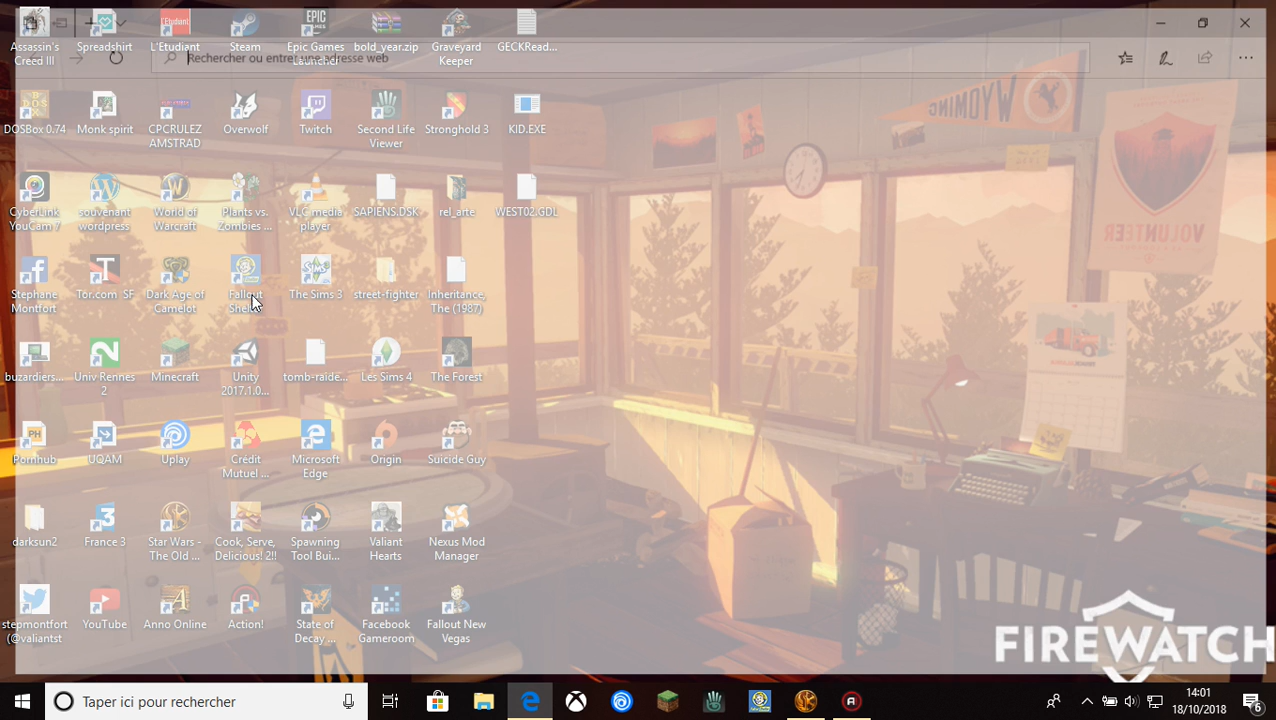 Assassin's Creed III
Spreadshirt
L'Etudiant
Steam
Epic Games Launcher
bold_year.zip
Graveyard Keeper
GECKRead...
Rechercher ou entrer une adresse web
DOSBox 0.74
Monk spirit
CPCRULEZ AMSTRAD
Overwolf
Twitch
Second Life Viewer
Stronghold 3
KID.EXE
CyberLink YouCam 7
souvenant wordpress
World of Warcraft
Plants vs. Zombies ...
VLC media player
SAPIENS.DSK
rel_arte
WEST02.GDL
Stephane Montfort
Tor.com SF
Dark Age of Camelot
Fallout Shelter
The Sims 3
street-fighter
Inheritance, The (1987)
buzardiers...
Univ Rennes 2
Minecraft
Unity 2017.1.0...
tomb-raide...
Les Sims 4
The Forest
Pornhub
UQAM
Uplay
Crédit Mutuel ...
Microsoft Edge
Origin
Suicide Guy
darksun2
France 3
Star Wars - The Old ...
Cook, Serve, Delicious! 2!!
Spawning Tool Bui...
Valiant Hearts
Nexus Mod Manager
stepmontfort (@valiantst
YouTube
Anno Online
Action!
State of Decay ...
Facebook Gameroom
Fallout New Vegas
WYOMING
VOLUNTEER
FIREWATCH
Taper ici pour rechercher
14:01
18/10/2018
6